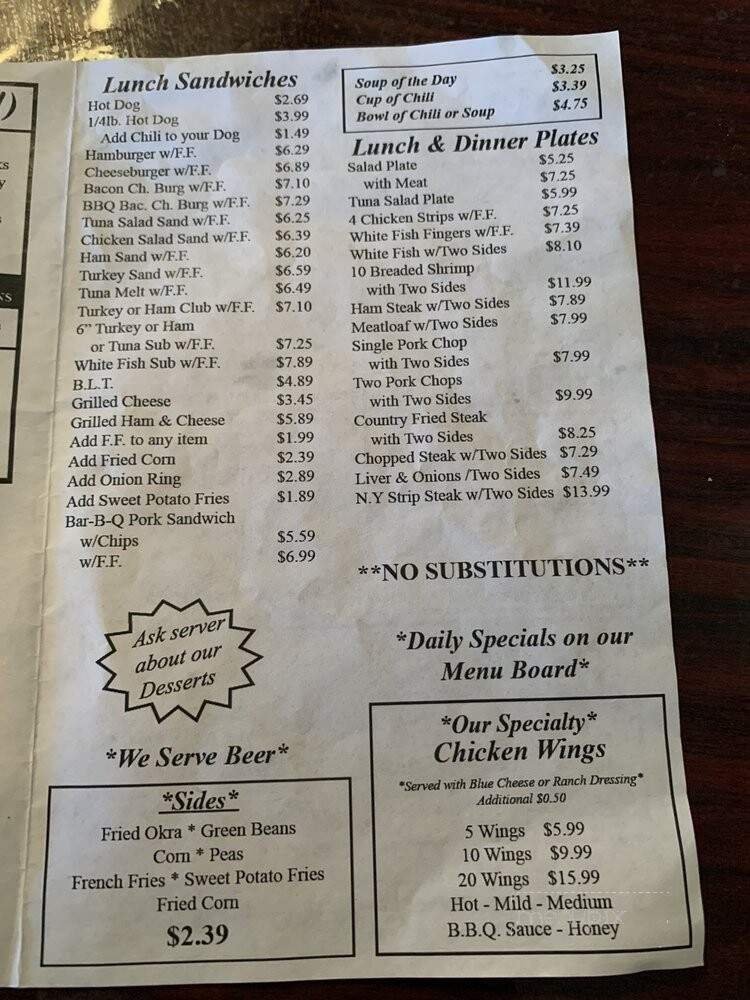 Lunch Sandwiches
Hot Dog $2.69
1/4lb. Hot Dog $3.99
Add Chili to your Dog $1.49
Hamburger w/F.F. $6.29
Cheeseburger w/F.F. $6.89
Bacon Ch. Burg w/F.F. $7.10
BBQ Bac. Ch. Burg w/F.F. $7.29
Tuna Salad Sand w/F.F. $6.25
Chicken Salad Sand w/F.F. $6.39
Ham Sand w/F.F. $6.20
Turkey Sand w/F.F. $6.59
Tuna Melt w/F.F. $6.49
Turkey or Ham Club w/F.F. $7.10
6" Turkey or Ham
or Tuna Sub w/F.F. $7.25
White Fish Sub w/F.F. $7.89
B.L.T. $4.89
Grilled Cheese $3.45
Grilled Ham & Cheese $5.89
Add F.F. to any item $1.99
Add Fried Corn $2.39
Add Onion Ring $2.89
Add Sweet Potato Fries $1.89
Bar-B-Q Pork Sandwich
w/Chips $5.59
w/F.F. $6.99
Ask server
about our
Desserts
*We Serve Beer*
*Sides*
Fried Okra * Green Beans
Corn * Peas
French Fries * Sweet Potato Fries
Fried Corn
$2.39
Soup of the Day $3.25
Cup of Chili $3.39
Bowl of Chili or Soup $4.75
Lunch & Dinner Plates
Salad Plate $5.25
with Meat $7.25
Tuna Salad Plate $5.99
4 Chicken Strips w/F.F. $7.25
White Fish Fingers w/F.F. $7.39
White Fish w/Two Sides $8.10
10 Breaded Shrimp
with Two Sides $11.99
Ham Steak w/Two Sides $7.89
Meatloaf w/Two Sides $7.99
Single Pork Chop
with Two Sides $7.99
Two Pork Chops
with Two Sides $9.99
Country Fried Steak
with Two Sides $8.25
Chopped Steak w/Two Sides $7.29
Liver & Onions /Two Sides $7.49
N.Y Strip Steak w/Two Sides $13.99
**NO SUBSTITUTIONS**
*Daily Specials on our
Menu Board*
*Our Specialty*
Chicken Wings
*Served with Blue Cheese or Ranch Dressing*
Additional $0.50
5 Wings $5.99
10 Wings $9.99
20 Wings $15.99
Hot - Mild - Medium
B.B.Q. Sauce - Honey